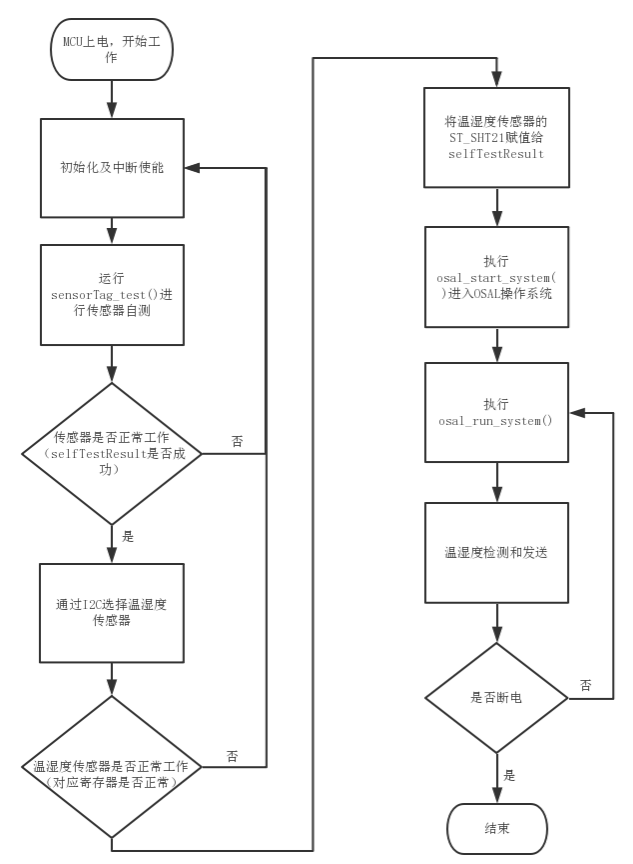 MCU上电，开始工
作
初始化及中断使能
运行
sensorTag_test()进
行传感器自测
传感器是否正常工作
（selfTestResult是否成
功）
否
是
通过I2C选择温湿度
传感器
温湿度传感器是否正常工作
（对应寄存器是否正常）
否
将温湿度传感器的
ST_SHT21赋值给
selfTestResult
执行
osal_start_system(
)进入OSAL操作系统
执行
osal_run_system()
温湿度检测和发送
是否断电
否
是
结束